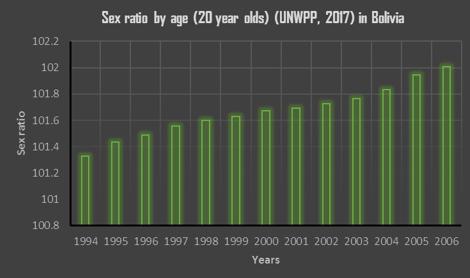 Sex ratio by age (20 year olds) (UNWPP, 2017) in Bolivia
102.2
102
101.8
101.6
101.4
101.2
101
100.8
Sex ratio
1994 1995 1996 1997 1998 1999 2000 2001 2002 2003 2004 2005 2006
Years